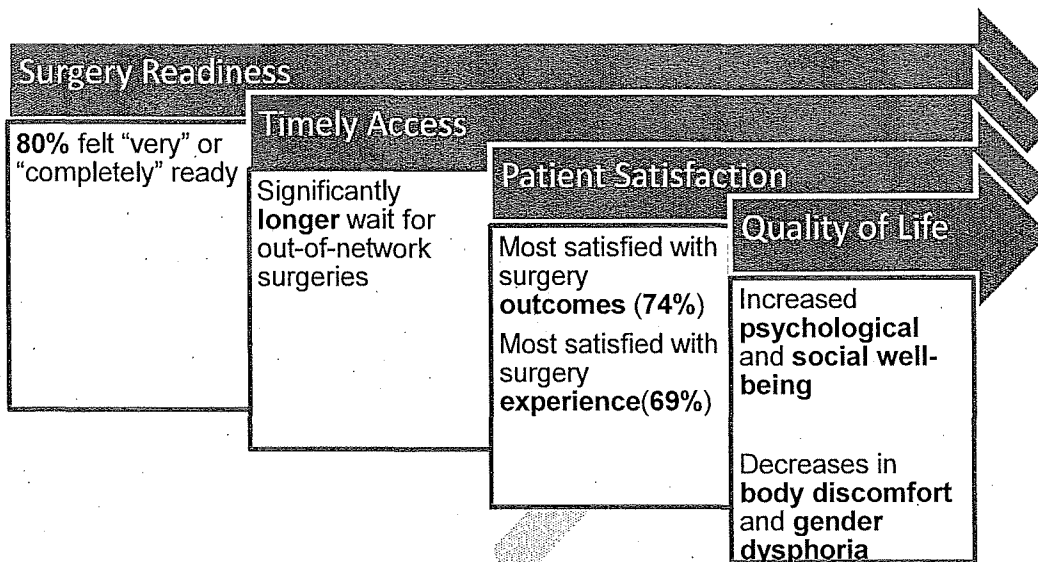 Surgery Readiness
80% felt “very” or
“completely” ready
Timely Access
Significantly
longer wait for
out-of-network
surgeries
Patient Satisfaction
Most satisfied with
surgery
outcomes (74%)
Most satisfied with
surgery
experience(69%)
Quality of Life
Increased
psychological
and social well-
being
Decreases in
body discomfort
and gender
dysphoria